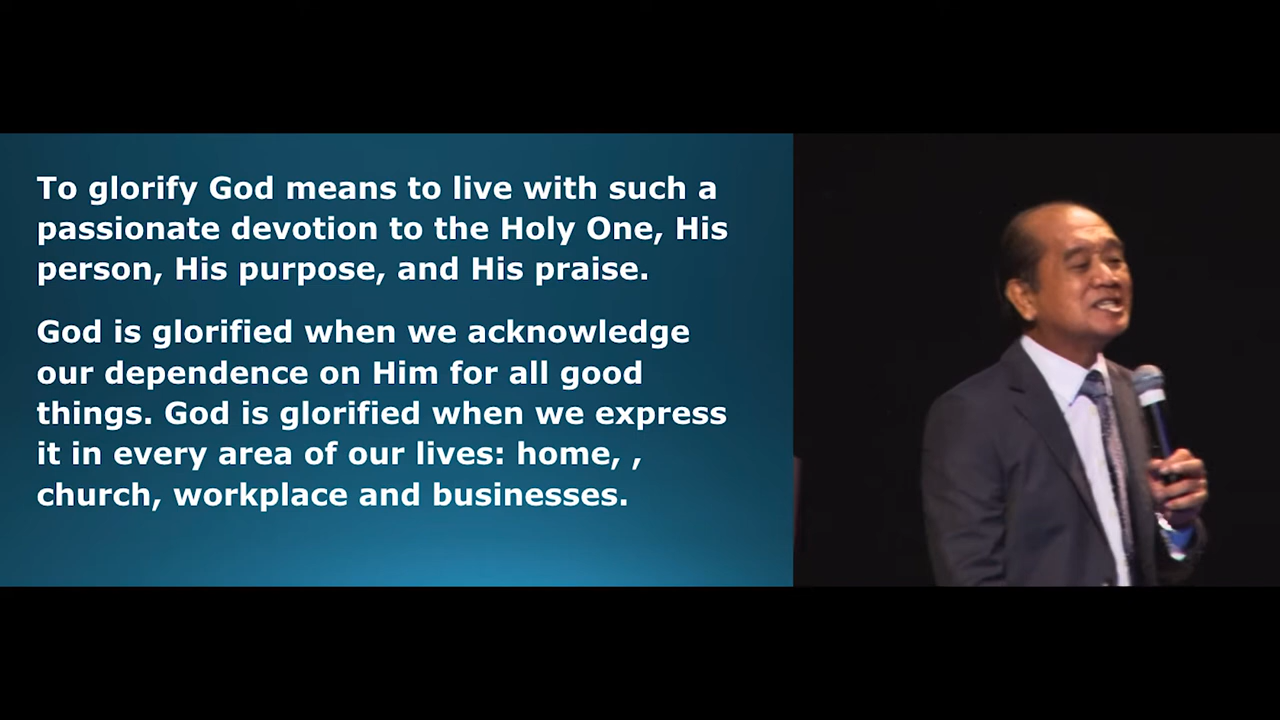 To glorify God means to live with such a
passionate devotion to the Holy One, His
person, His purpose, and His praise.
God is glorified when we acknowledge
our dependence on Him for all good
things. God is glorified when we express
it in every area of our lives: home, ,
church, workplace and businesses.